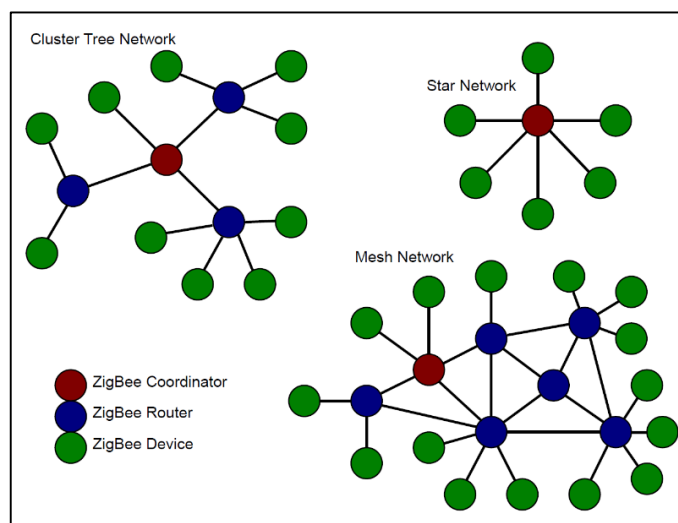 Cluster Tree Network
Star Network
Mesh Network
ZigBee Coordinator
ZigBee Router
ZigBee Device